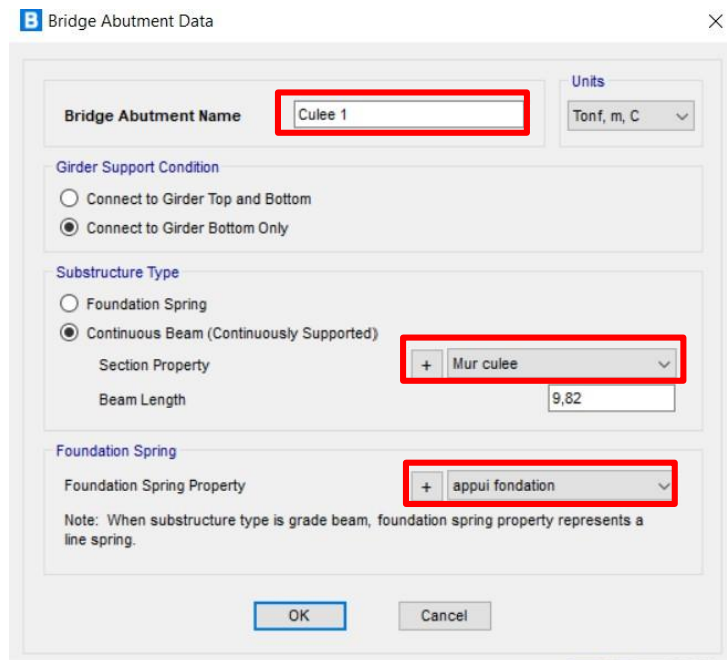 B Bridge Abutment Data
Units
Bridge Abutment Name Culee 1 Tonf, m, C
Girder Support Condition
Connect to Girder Top and Bottom
Connect to Girder Bottom Only
Substructure Type
Foundation Spring
Continuous Beam (Continuously Supported)
Section Property + Mur culee
Beam Length 9,82
Foundation Spring
Foundation Spring Property + appui fondation
Note: When substructure type is grade beam, foundation spring property represents a
line spring.
OK Cancel